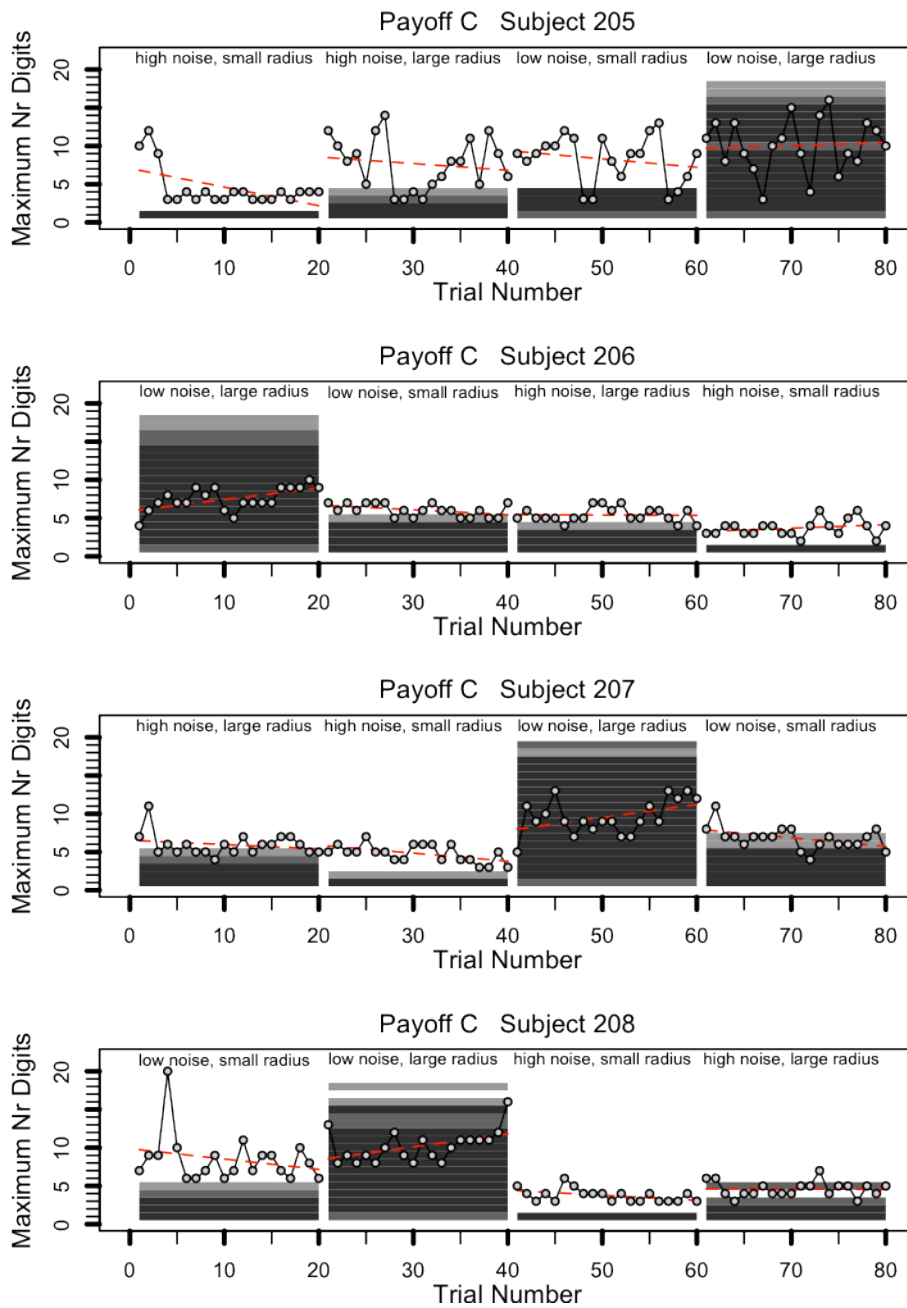 Payoff C Subject 205
high noise, small radius high noise, large radius low noise, small radius low noise, large radius
Maximum Nr Digits
20
10
5
0
0 10 20 30 40 50 60 70 80
Trial Number
Payoff C Subject 206
low noise, large radius low noise, small radius high noise, large radius high noise, small radius
Maximum Nr Digits
20
10
5
0
0 10 20 30 40 50 60 70 80
Trial Number
Payoff C Subject 207
high noise, large radius high noise, small radius low noise, large radius low noise, small radius
Maximum Nr Digits
20
10
5
0
0 10 20 30 40 50 60 70 80
Trial Number
Payoff C Subject 208
low noise, small radius low noise, large radius high noise, small radius high noise, large radius
Maximum Nr Digits
20
10
5
0
0 10 20 30 40 50 60 70 80
Trial Number